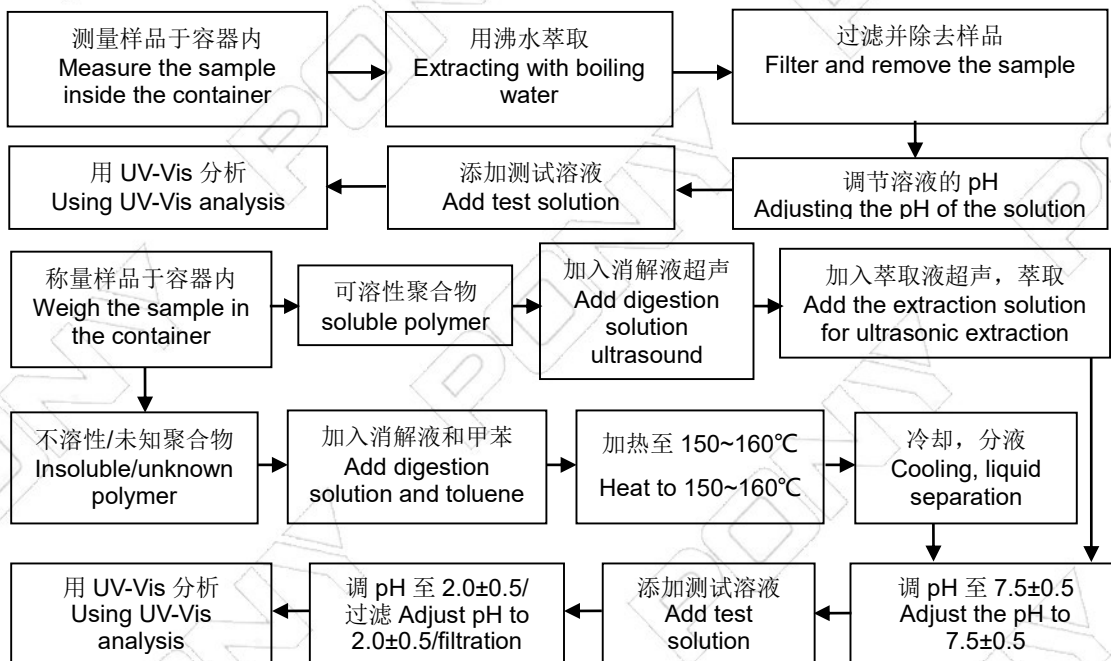 测量样品于容器内
Measure the sample
inside the container
用沸水萃取
Extracting with boiling
water
过滤并除去样品
Filter and remove the sample
调节溶液的 pH
Adjusting the pH of the solution
添加测试溶液
Add test solution
用 UV-Vis 分析
Using UV-Vis analysis
称量样品于容器内
Weigh the sample in
the container
可溶性聚合物
soluble polymer
加入消解液超声
Add digestion
solution
ultrasound
加入萃取液超声，萃取
Add the extraction solution
for ultrasonic extraction
不溶性/未知聚合物
Insoluble/unknown
polymer
加入消解液和甲苯
Add digestion
solution and toluene
加热至 150~160℃
Heat to 150~160℃
冷却，分液
Cooling, liquid
separation
调 pH 至 7.5±0.5
Adjust the pH to
7.5±0.5
添加测试溶液
Add test
solution
调 pH 至 2.0±0.5/
过滤 Adjust pH to
2.0±0.5/filtration
用 UV-Vis 分析
Using UV-Vis
analysis
PONY